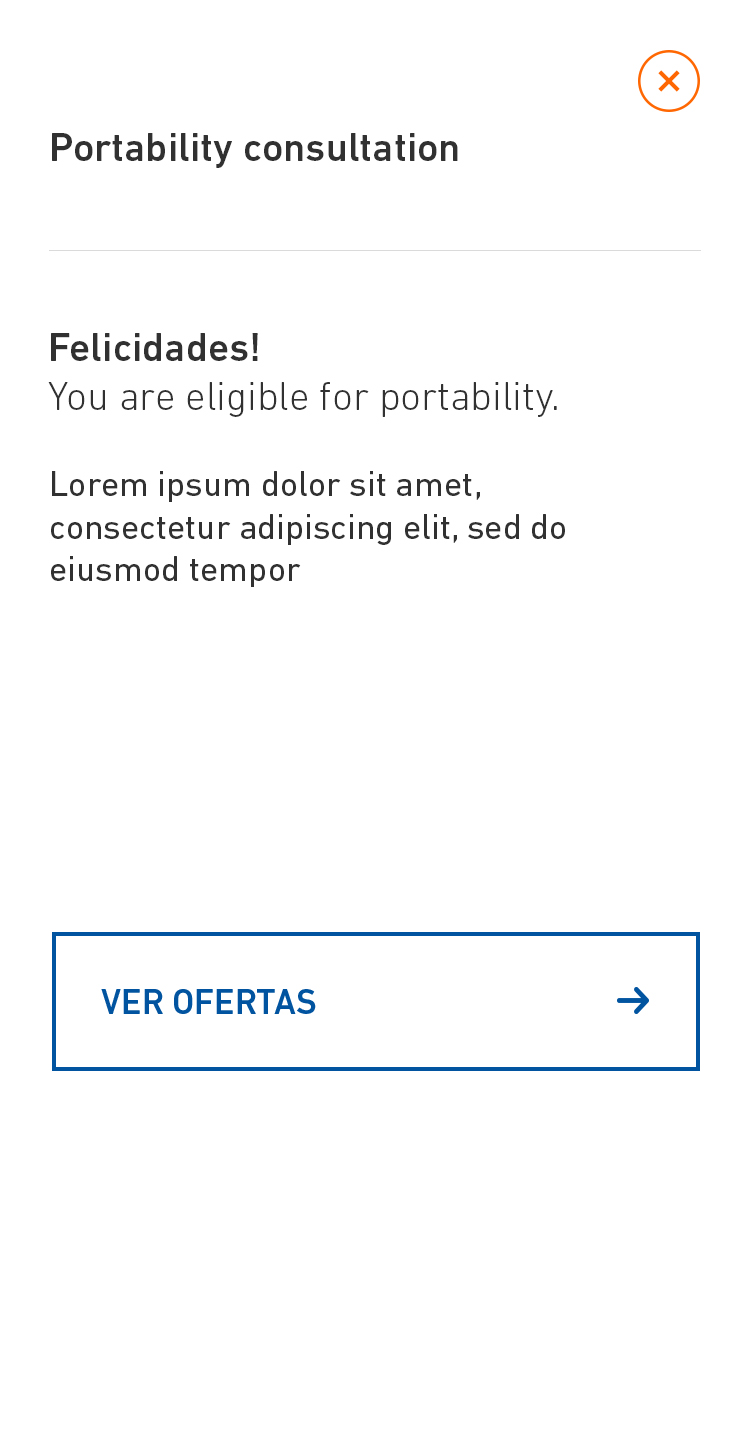 Portability consultation
Felicidades!
You are eligible for portability.
Lorem ipsum dolor sit amet,
consectetur adipiscing elit, sed do
eiusmod tempor
VER OFERTAS